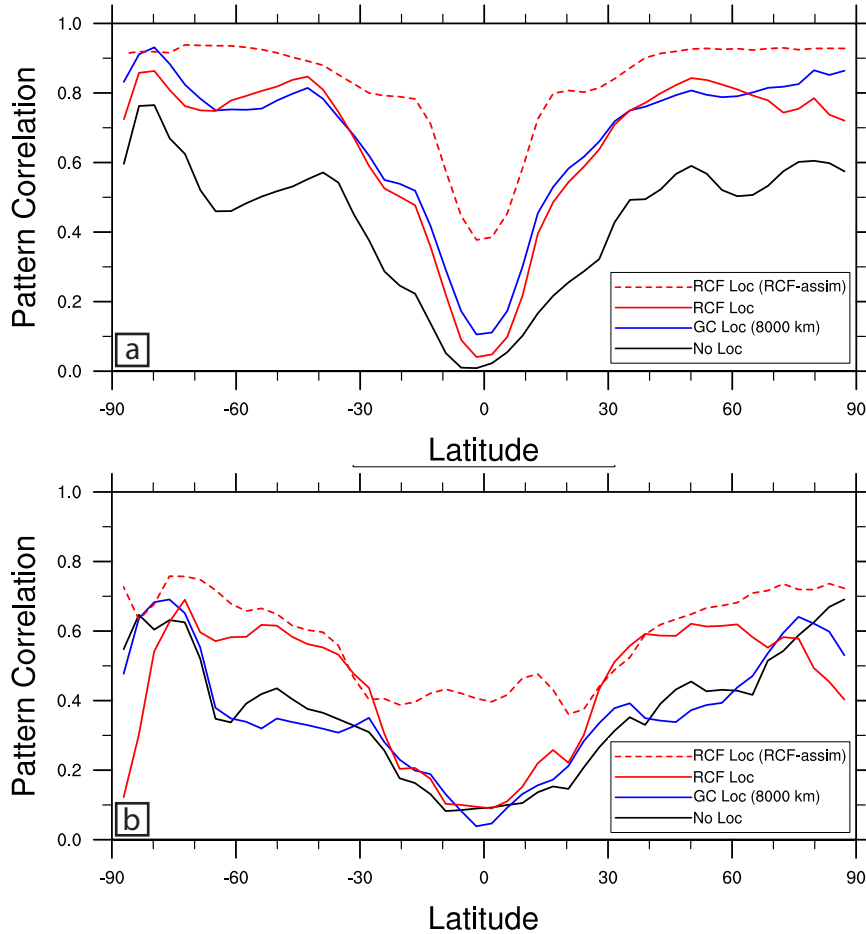 1.0
0.8
0.6
0.4
0.2
0.0
Pattern Correlation
a
RCF Loc (RCF-assim)
RCF Loc
GC Loc (8000 km)
No Loc
-90
-60
-30
0
30
60
90
Latitude
1.0
0.8
0.6
0.4
0.2
0.0
Pattern Correlation
b
RCF Loc (RCF-assim)
RCF Loc
GC Loc (8000 km)
No Loc
-90
-60
-30
0
30
60
90
Latitude